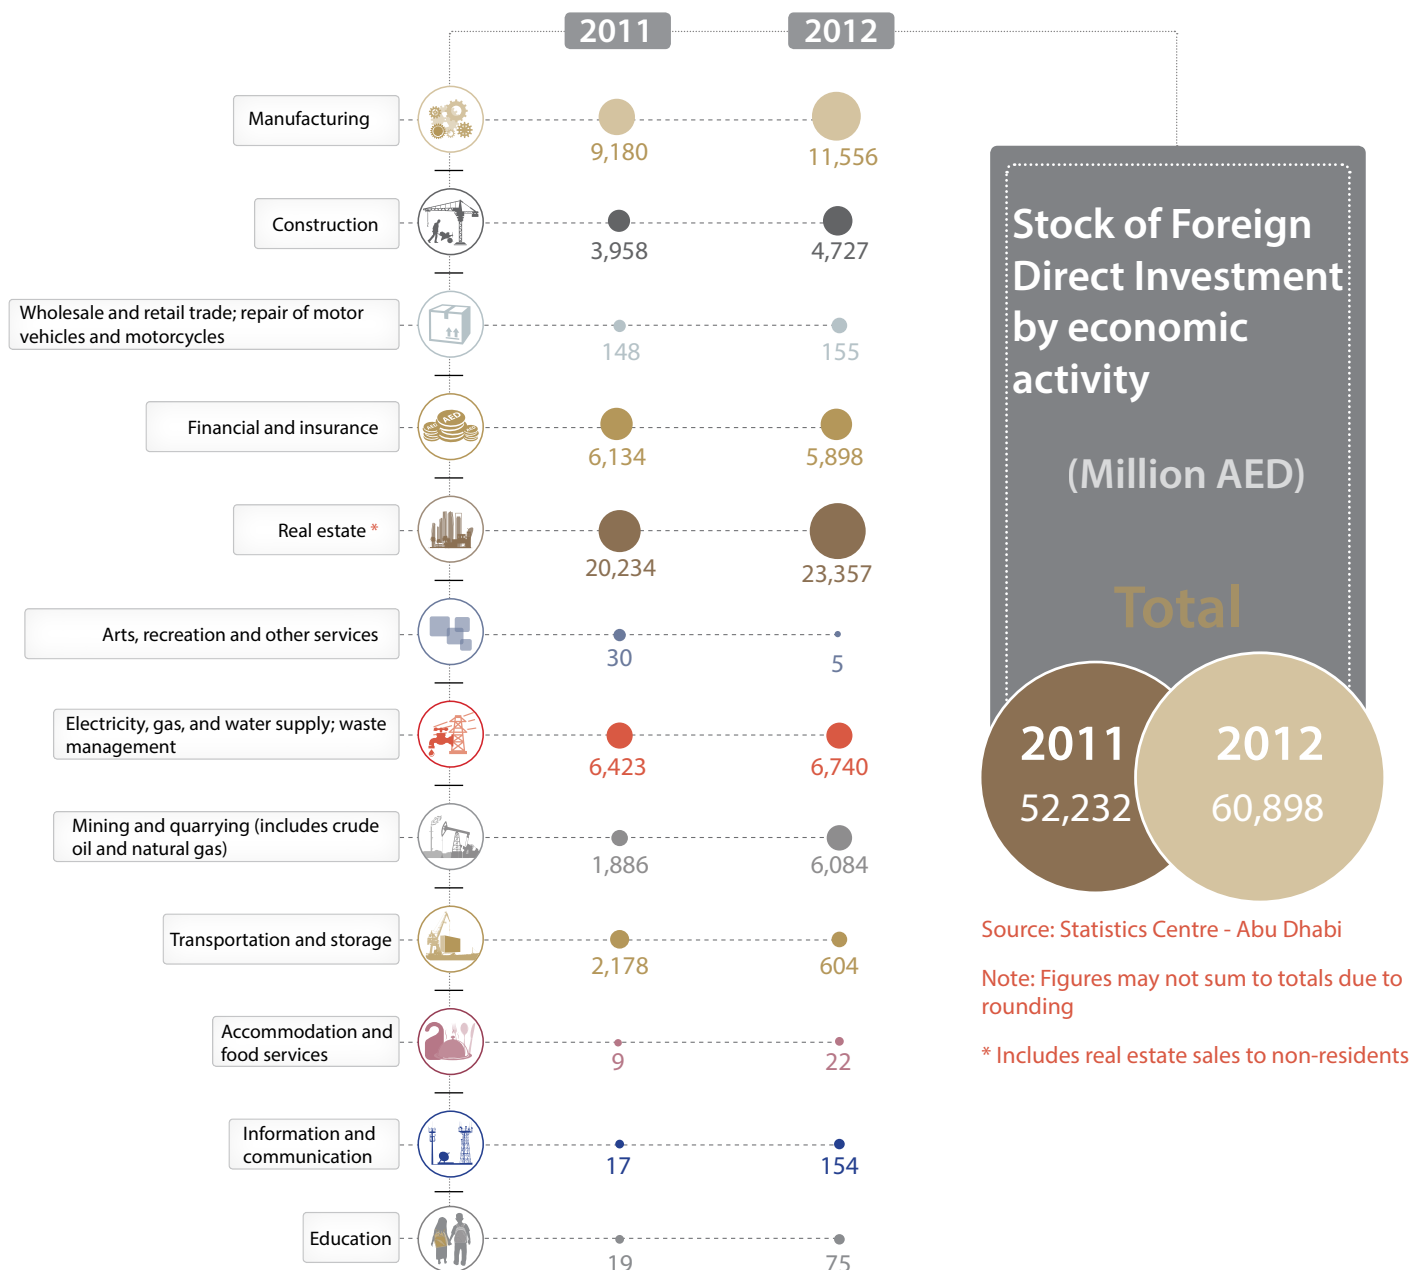 2011
2012
Manufacturing
9,180
11,556
Construction
3,958
4,727
Wholesale and retail trade; repair of motor
vehicles and motorcycles
148
155
Financial and insurance
AED
6,134
5,898
Real estate *
20,234
23,357
Arts, recreation and other services
30
5
Electricity, gas, and water supply; waste
management
6,423
6,740
Mining and quarrying (includes crude
oil and natural gas)
1,886
6,084
Transportation and storage
2,178
604
Accommodation and
food services
9
22
Information and
communication
17
154
Education
19
75
Stock of Foreign
Direct Investment
by economic
activity
(Million AED)
Total
2011
52,232
2012
60,898
Source: Statistics Centre - Abu Dhabi
Note: Figures may not sum to totals due to
rounding
* Includes real estate sales to non-residents